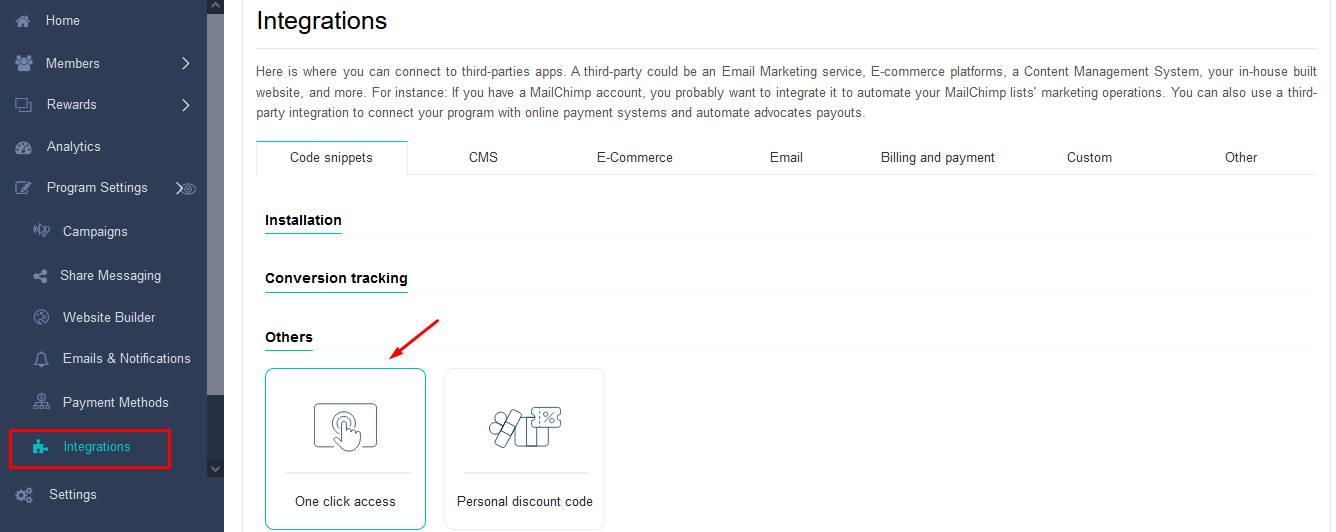 Home
Members
Rewards
Analytics
Program Settings
Campaigns
Share Messaging
Website Builder
Emails & Notifications
Payment Methods
Integrations
Settings
Integrations
Here is where you can connect to third-parties apps. A third-party could be an Email Marketing service, E-commerce platforms, a Content Management System, your in-house built
website, and more. For instance: If you have a MailChimp account, you probably want to integrate it to automate your MailChimp lists' marketing operations. You can also use a third-
party integration to connect your program with online payment systems and automate advocates payouts.
Code snippets CMS E-Commerce Email Billing and payment Custom Other
Installation
Conversion tracking
Others
One click access Personal discount code